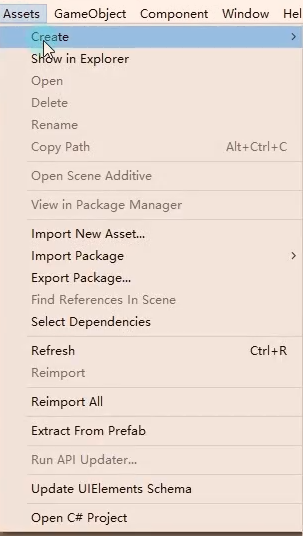 Assets GameObject Component Window Hel
Create
Show in Explorer
Open
Delete
Rename
Copy Path Alt+Ctrl+C
Open Scene Additive
View in Package Manager
Import New Asset...
Import Package
Export Package...
Find References In Scene
Select Dependencies
Refresh Ctrl+R
Reimport
Reimport All
Extract From Prefab
Run API Updater...
Update UIElements Schema
Open C# Project